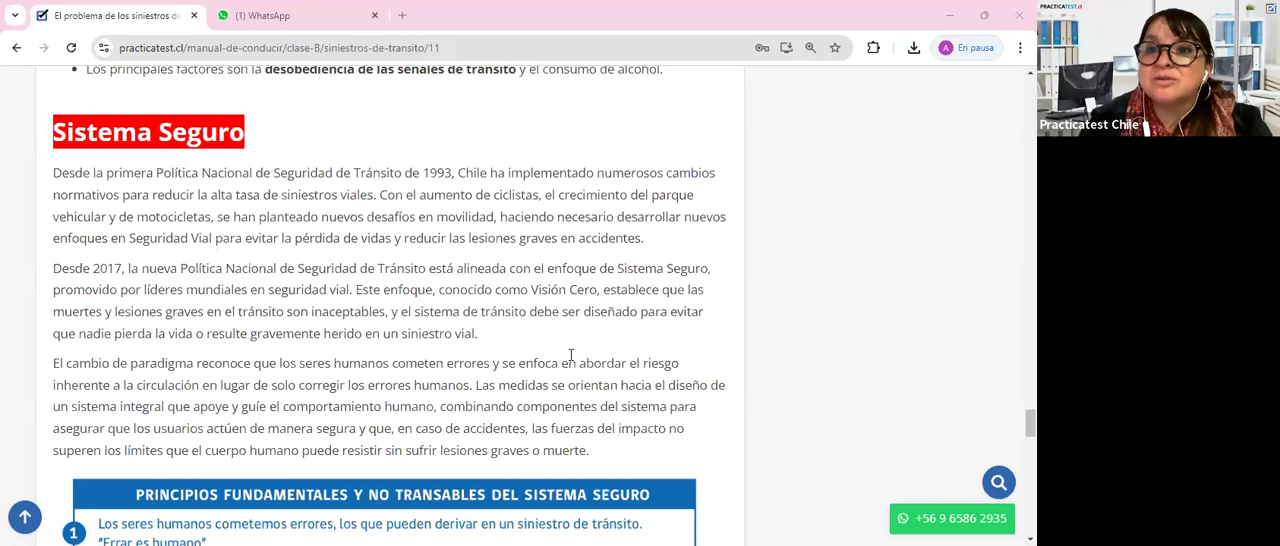 El problema de los siniestros de
(1) WhatsApp
practicatest.cl/manual-de-conducir/clase-B/siniestros-de-transito/11
A
En pausa
PRACTICATEST.cl
Practicatest Chile
Los principales factores son la desobediencia de las señales de tránsito y el consumo de alcohol.
Sistema Seguro
Desde la primera Política Nacional de Seguridad de Tránsito de 1993, Chile ha implementado numerosos cambios
normativos para reducir la alta tasa de siniestros viales. Con el aumento de ciclistas, el crecimiento del parque
vehicular y de motocicletas, se han planteado nuevos desafíos en movilidad, haciendo necesario desarrollar nuevos
enfoques en Seguridad Vial para evitar la pérdida de vidas y reducir las lesiones graves en accidentes.
Desde 2017, la nueva Política Nacional de Seguridad de Tránsito está alineada con el enfoque de Sistema Seguro,
promovido por líderes mundiales en seguridad vial. Este enfoque, conocido como Visión Cero, establece que las
muertes y lesiones graves en el tránsito son inaceptables, y el sistema de tránsito debe ser diseñado para evitar
que nadie pierda la vida o resulte gravemente herido en un siniestro vial.
El cambio de paradigma reconoce que los seres humanos cometen errores y se enfoca en abordar el riesgo
inherente a la circulación en lugar de solo corregir los errores humanos. Las medidas se orientan hacia el diseño de
un sistema integral que apoye y guíe el comportamiento humano, combinando componentes del sistema para
asegurar que los usuarios actúen de manera segura y que, en caso de accidentes, las fuerzas del impacto no
superen los límites que el cuerpo humano puede resistir sin sufrir lesiones graves o muerte.
PRINCIPIOS FUNDAMENTALES Y NO TRANSABLES DEL SISTEMA SEGURO
1
Los seres humanos cometemos errores, los que pueden derivar en un siniestro de tránsito.
"Errar es humano"
+56 9 6586 2935